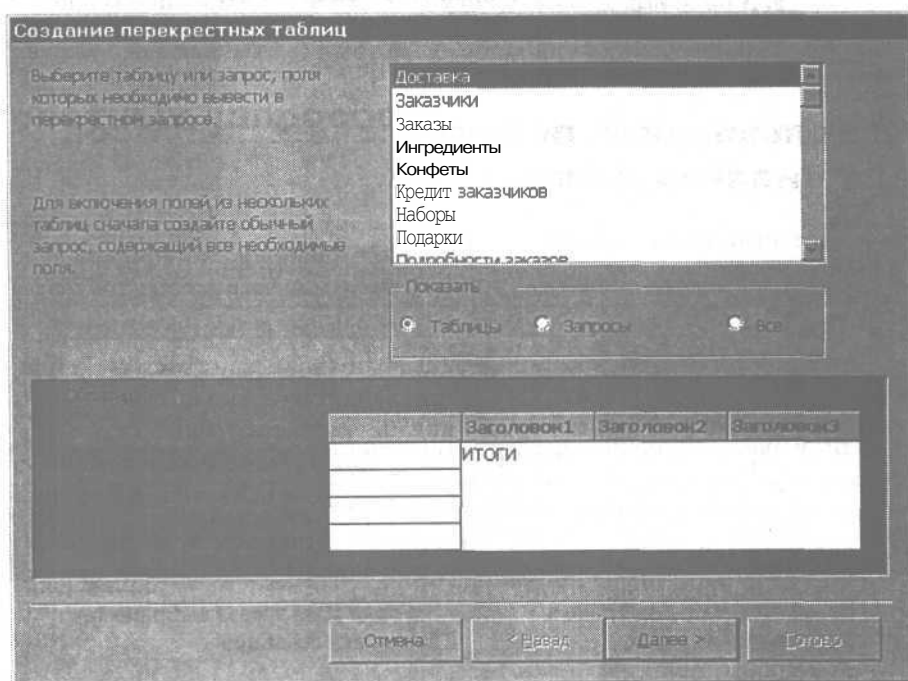 Создание перекрестных таблиц
Выберите таблицу или запрос, поля
которых необходимо вывести в
перекрестном запросе.
Для включения полей из нескольких
таблиц сначала создайте обычный
запрос, содержащий все необходимые
поля.
Доставка
Заказчики
Заказы
Ингредиенты
Конфеты
Кредит заказчиков
Наборы
Подарки
Подробности заказов
Показать
Таблицы
Запросы
Все
Образец
Заголовок1 Заголовок2 Заголовок3
ИТОГИ
Отмена
< Назад
Далее >
Готово